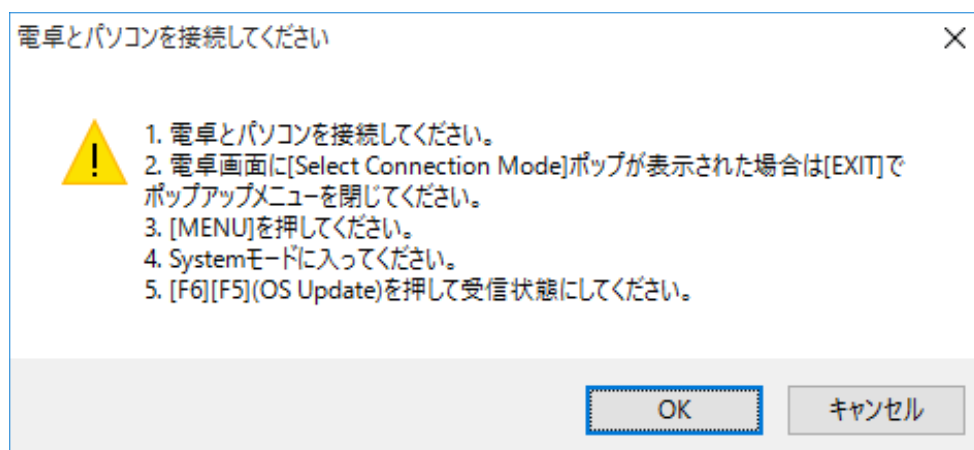 電卓とパソコンを接続してください
1. 電卓とパソコンを接続してください。
2. 電卓画面に[Select Connection Mode]ポップが表示された場合は[EXIT]で
ポップアップメニューを閉じてください。
3. [MENU]を押してください。
4. Systemモードに入ってください。
5. [F6][F5](OS Update)を押して受信状態にしてください。
OK
キャンセル